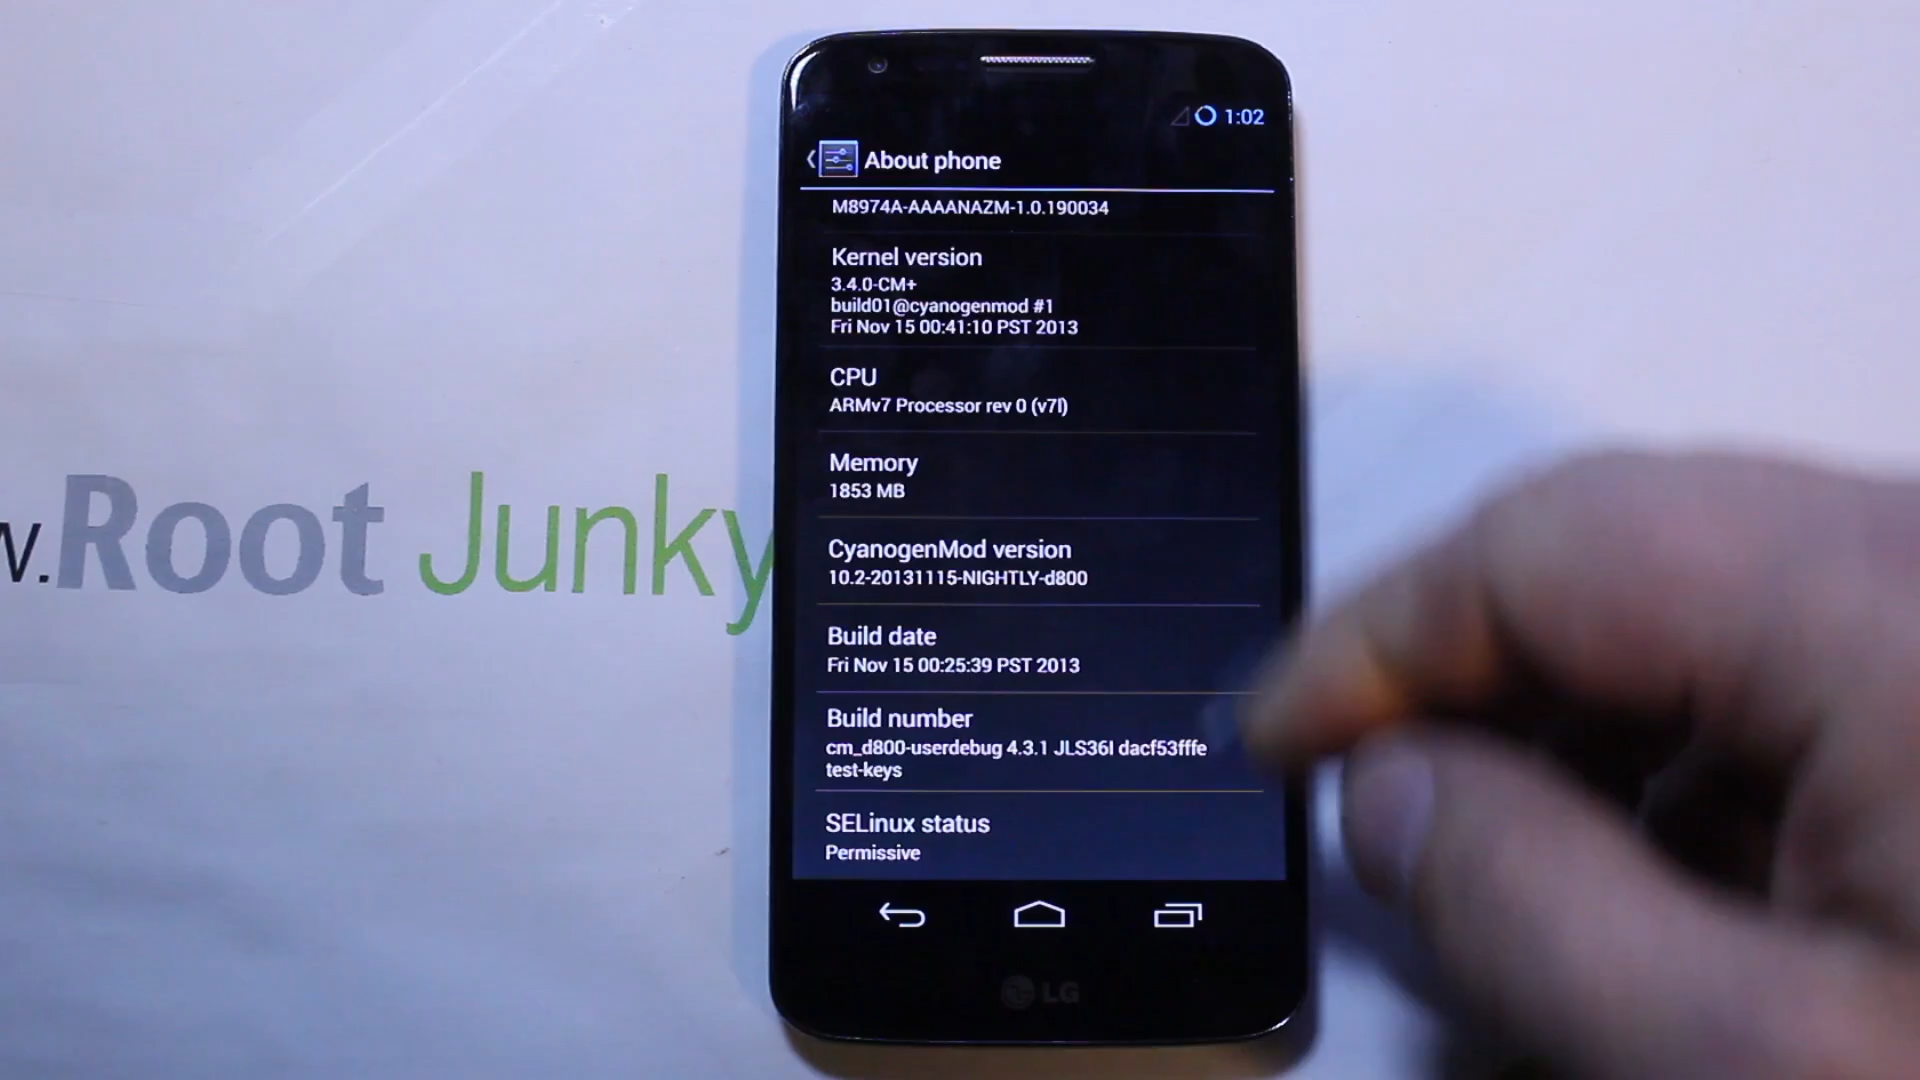 1:02
About phone
M8974A-AAAANAZM-1.0.190034
Kernel version
3.4.0-CM+
build01@cyanogenmod #1
Fri Nov 15 00:41:10 PST 2013
CPU
ARMv7 Processor rev 0 (v7l)
Memory
1853 MB
CyanogenMod version
10.2-20131115-NIGHTLY-d800
Build date
Fri Nov 15 00:25:39 PST 2013
Build number
cm_d800-userdebug 4.3.1 JLS36I dacf53fffe
test-keys
SELinux status
Permissive
LG
w.Root Junky